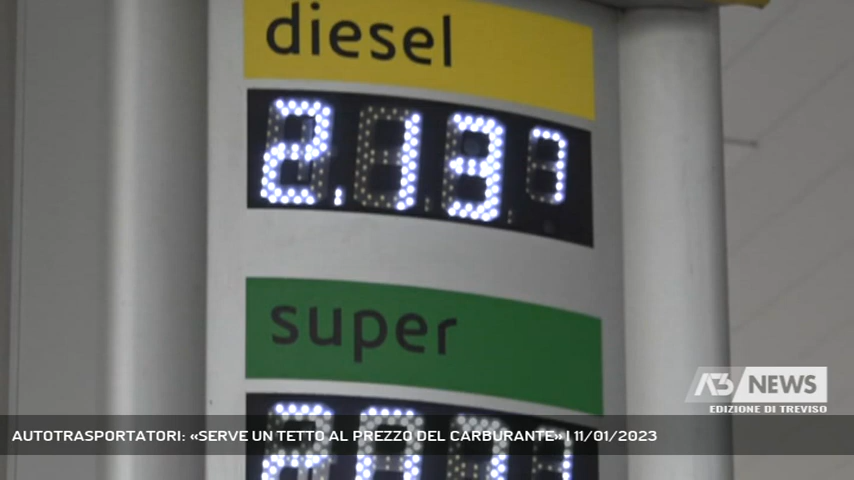 diesel
2.137
super
A3 NEWS
EDIZIONE DI TREVISO
AUTOTRASPORTATORI: «SERVE UN TETTO AL PREZZO DEL CARBURANTE» | 11/01/2023